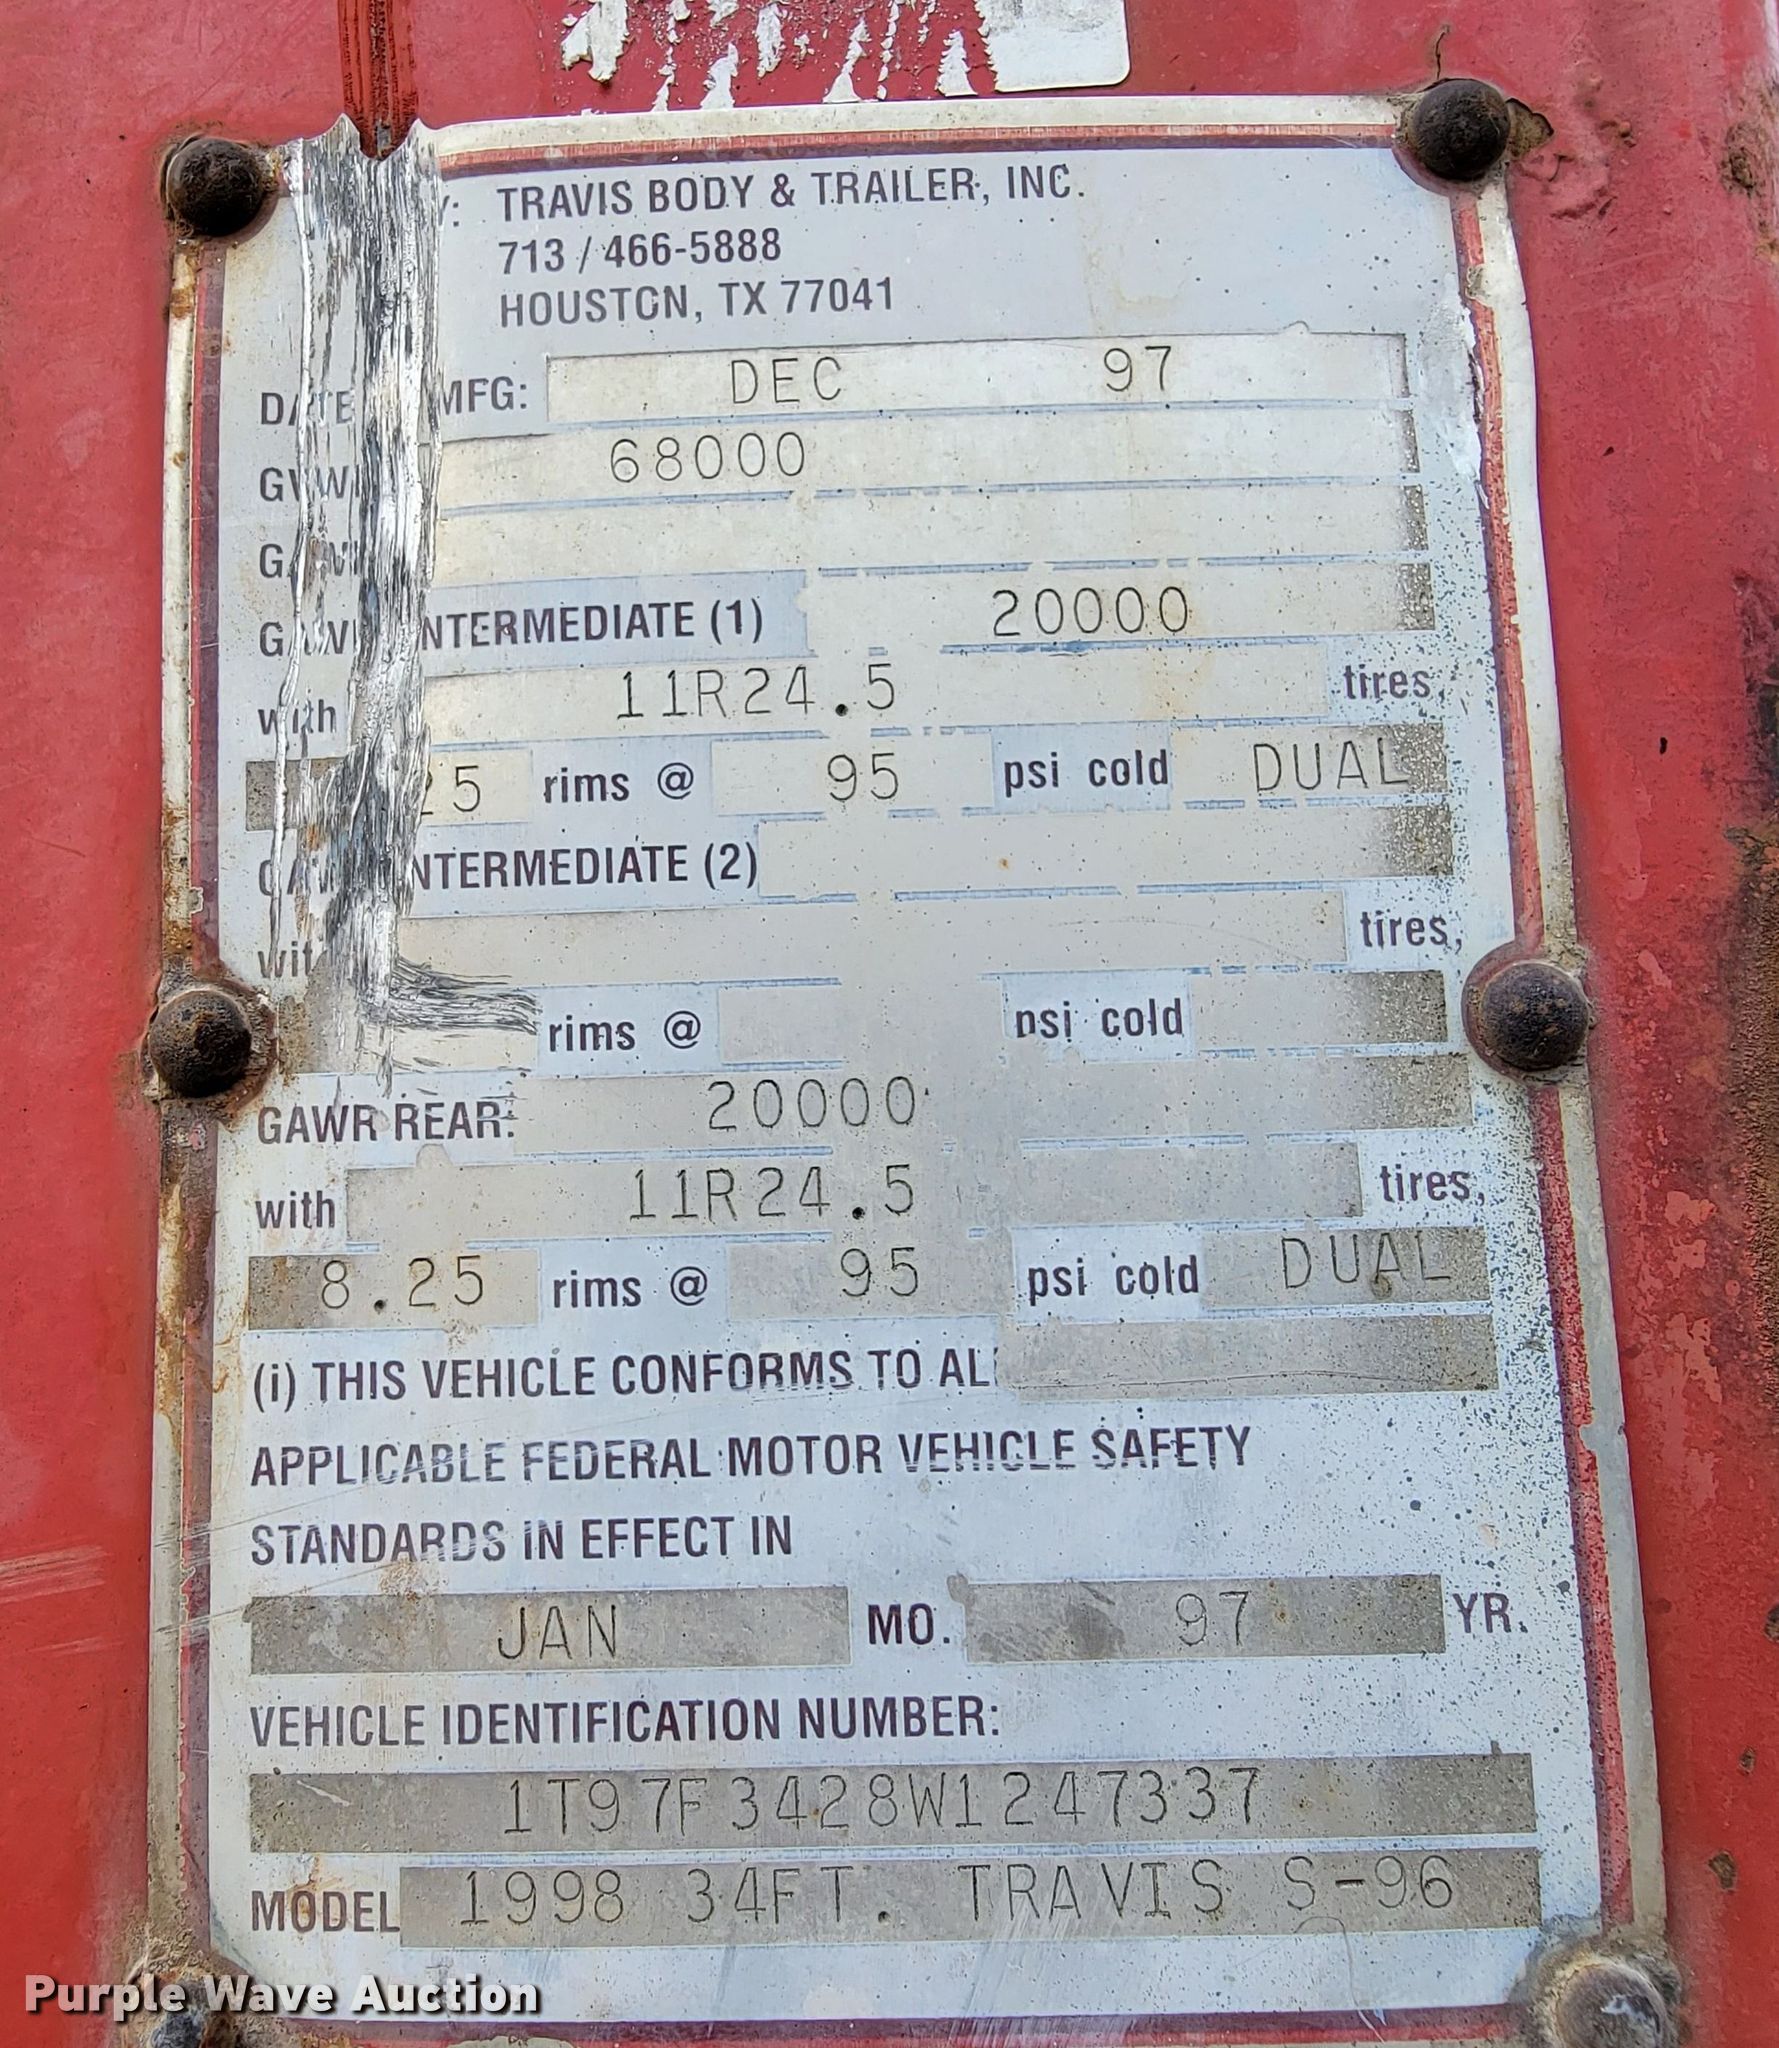 TRAVIS BODY & TRAILER, INC.
713 / 466-5888
HOUSTON, TX 77041
DATE MFG: DEC 97
68000
INTERMEDIATE (1) 20000
with 11R24.5 tires,
25 rims @ 95 psi cold DUAL
INTERMEDIATE (2)
with tires,
rims @ psi cold
GAWR REAR: 20000
with 11R24.5 tires,
8.25 rims @ 95 psi cold DUAL
(i) THIS VEHICLE CONFORMS TO AL
APPLICABLE FEDERAL MOTOR VEHICLE SAFETY
STANDARDS IN EFFECT IN
JAN MO. 97 YR.
VEHICLE IDENTIFICATION NUMBER:
1T97F3428W1247337
MODEL 1998 34FT. TRAVIS S-96
Purple Wave Auction